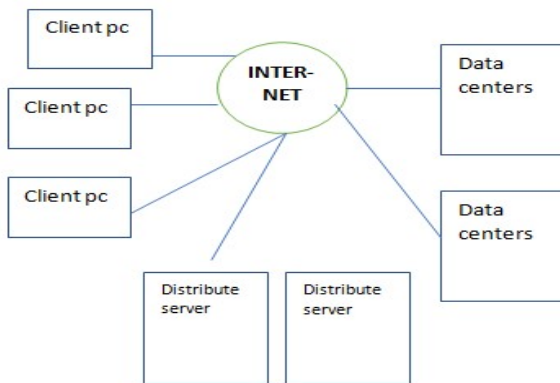 Client pc
INTER-
NET
Data
centers
Client pc
Client pc
Data
centers
Distribute
server
Distribute
server